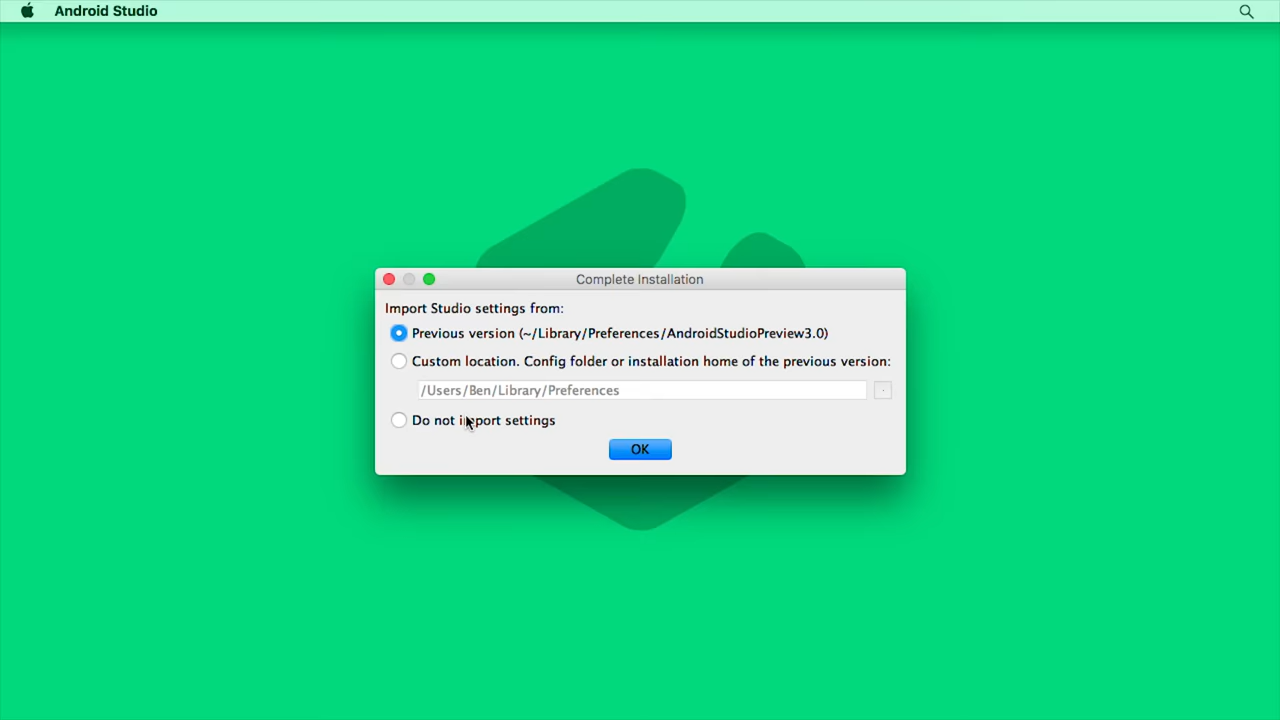 Android Studio
Complete Installation
Import Studio settings from:
Previous version (~/Library/Preferences/AndroidStudioPreview3.0)
Custom location. Config folder or installation home of the previous version:
/Users/Ben/Library/Preferences
Do not import settings
OK